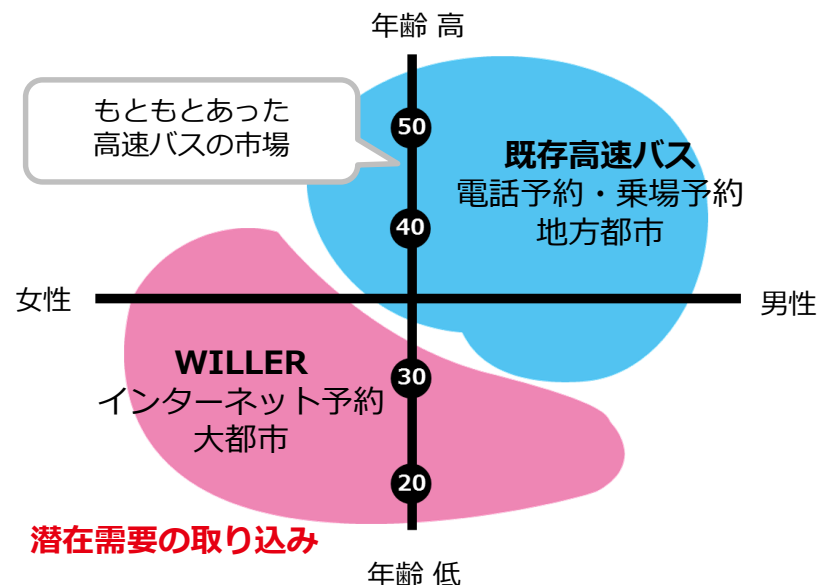 年齢 高
もともとあった
高速バスの市場
50
既存高速バス
電話予約・乗場予約
地方都市
40
女性
男性
WILLER
インターネット予約
大都市
30
20
潜在需要の取り込み
年齢 低